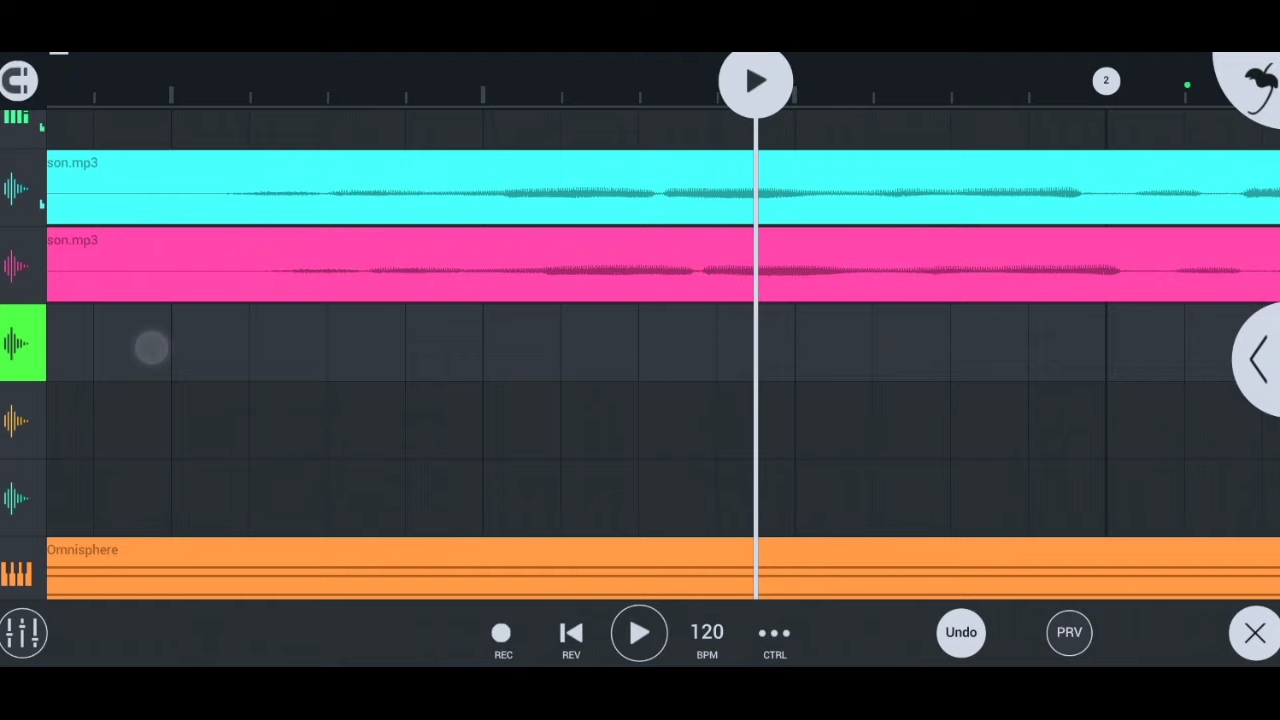 2
son.mp3
son.mp3
Omnisphere
120
Undo
PRV
REC
REV
BPM
CTRL